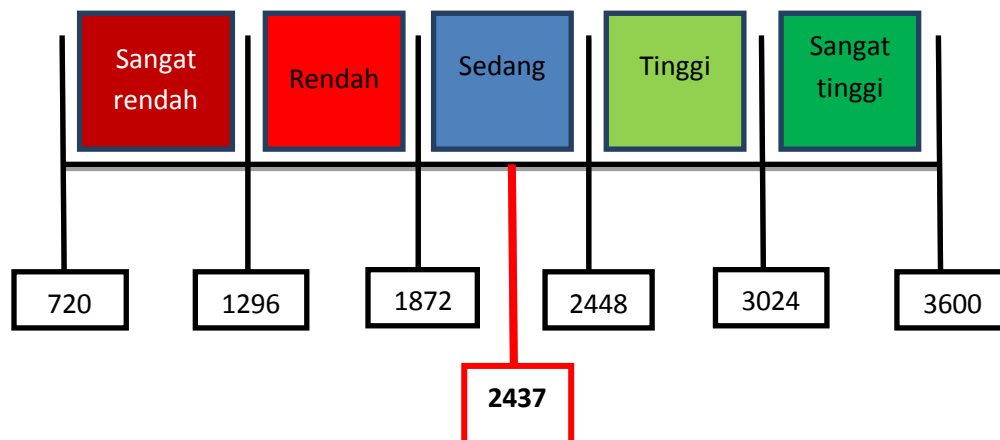 Sangat
rendah
Rendah
Sedang
Tinggi
Sangat
tinggi
720
1296
1872
2448
3024
3600
2437